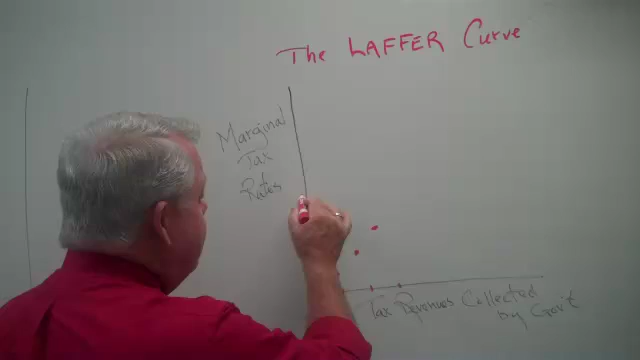 The LAFFER Curve
Marginal
Tax
Rates
Tax Revenues Collected
by Gov't